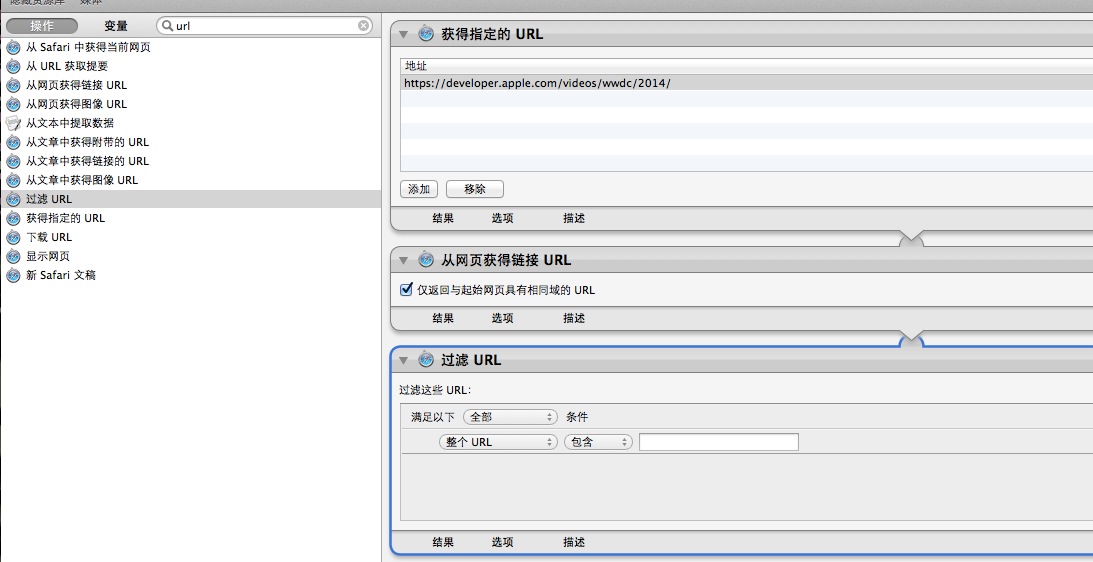 隐藏资源库 媒体
操作 变量 url
从 Safari 中获得当前网页
从 URL 获取提要
从网页获得链接 URL
从网页获得图像 URL
从文本中提取数据
从文章中获得附带的 URL
从文章中获得链接的 URL
从文章中获得图像 URL
过滤 URL
获得指定的 URL
下载 URL
显示网页
新 Safari 文稿
获得指定的 URL
地址
https://developer.apple.com/videos/wwdc/2014/
添加 移除
结果 选项 描述
从网页获得链接 URL
仅返回与起始网页具有相同域的 URL
结果 选项 描述
过滤 URL
过滤这些 URL:
满足以下 全部 条件
整个 URL 包含
结果 选项 描述